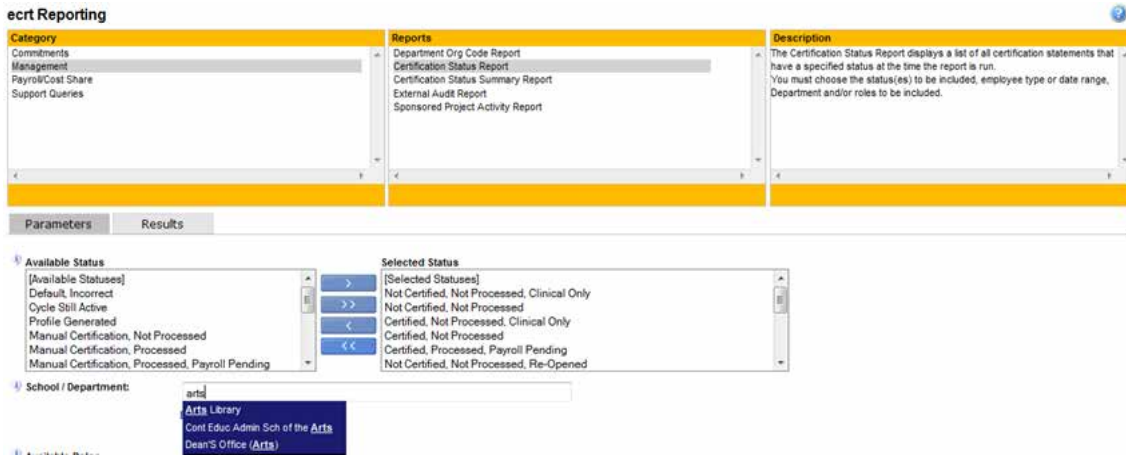 ecrt Reporting
Category
Commitments
Management
Payroll/Cost Share
Support Queries
Reports
Department Org Code Report
Certification Status Report
Certification Status Summary Report
External Audit Report
Sponsored Project Activity Report
Description
The Certification Status Report displays a list of all certification statements that
have a specified status at the time the report is run.
You must choose the status(es) to be included, employee type or date range,
Department and/or roles to be included.
Parameters
Results
Available Status
[Available Statuses]
Default, Incorrect
Cycle Still Active
Profile Generated
Manual Certification, Not Processed
Manual Certification, Processed
Manual Certification, Processed, Payroll Pending
>
>>
<
<<
Selected Status
[Selected Statuses]
Not Certified, Not Processed, Clinical Only
Not Certified, Not Processed
Certified, Not Processed, Clinical Only
Certified, Not Processed
Certified, Processed, Payroll Pending
Not Certified, Not Processed, Re-Opened
School / Department:
arts
Arts Library
Cont Educ Admin Sch of the Arts
Dean'S Office (Arts)